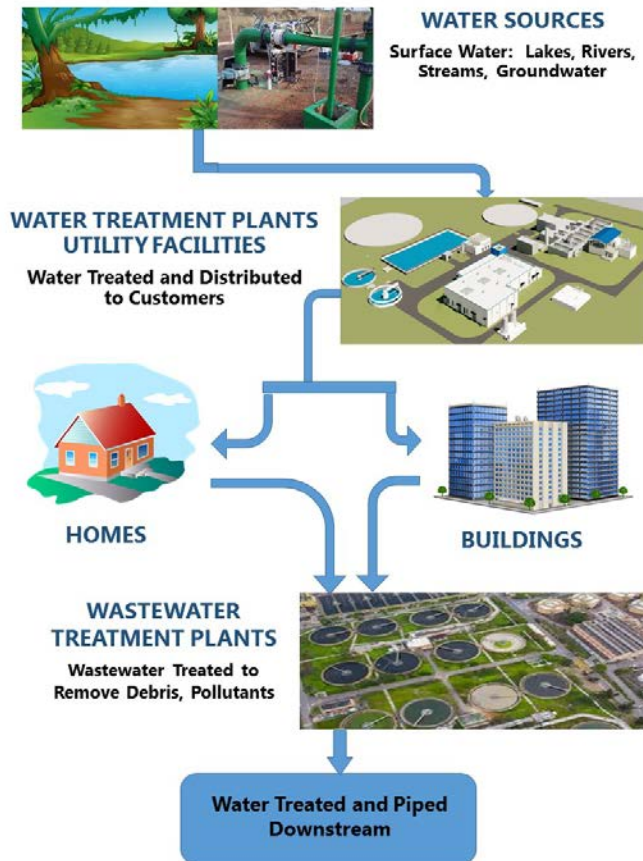 WATER SOURCES
Surface Water: Lakes, Rivers,
Streams, Groundwater
WATER TREATMENT PLANTS
UTILITY FACILITIES
Water Treated and Distributed
to Customers
HOMES
BUILDINGS
WASTEWATER
TREATMENT PLANTS
Wastewater Treated to
Remove Debris, Pollutants
Water Treated and Piped
Downstream